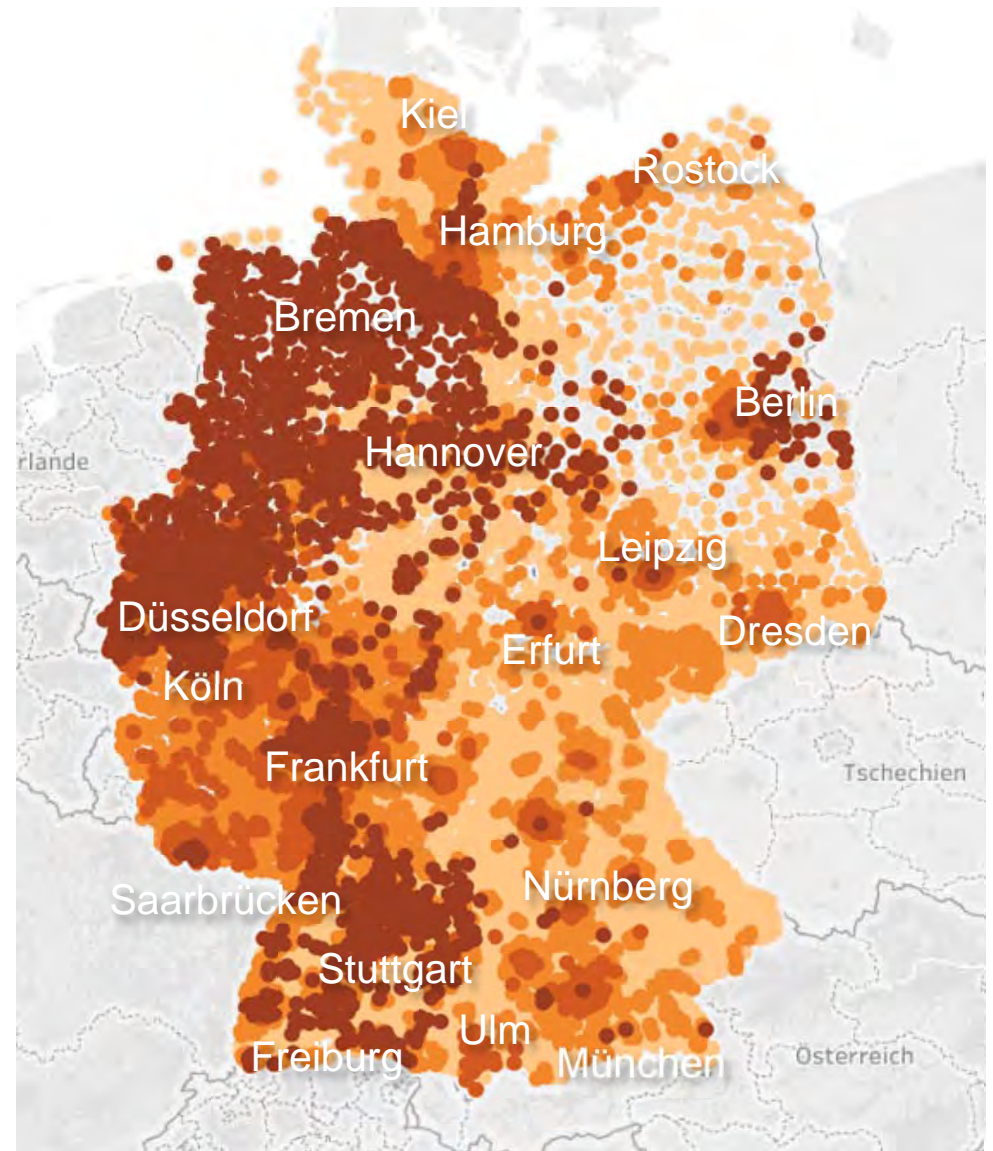 Kiel
Rostock
Hamburg
Bremen
Berlin
Hannover
rlande
Leipzig
Düsseldorf
Dresden
Erfurt
Köln
Frankfurt
Tschechien
Nürnberg
Saarbrücken
Stuttgart
Ulm
Freiburg
München
Österreich